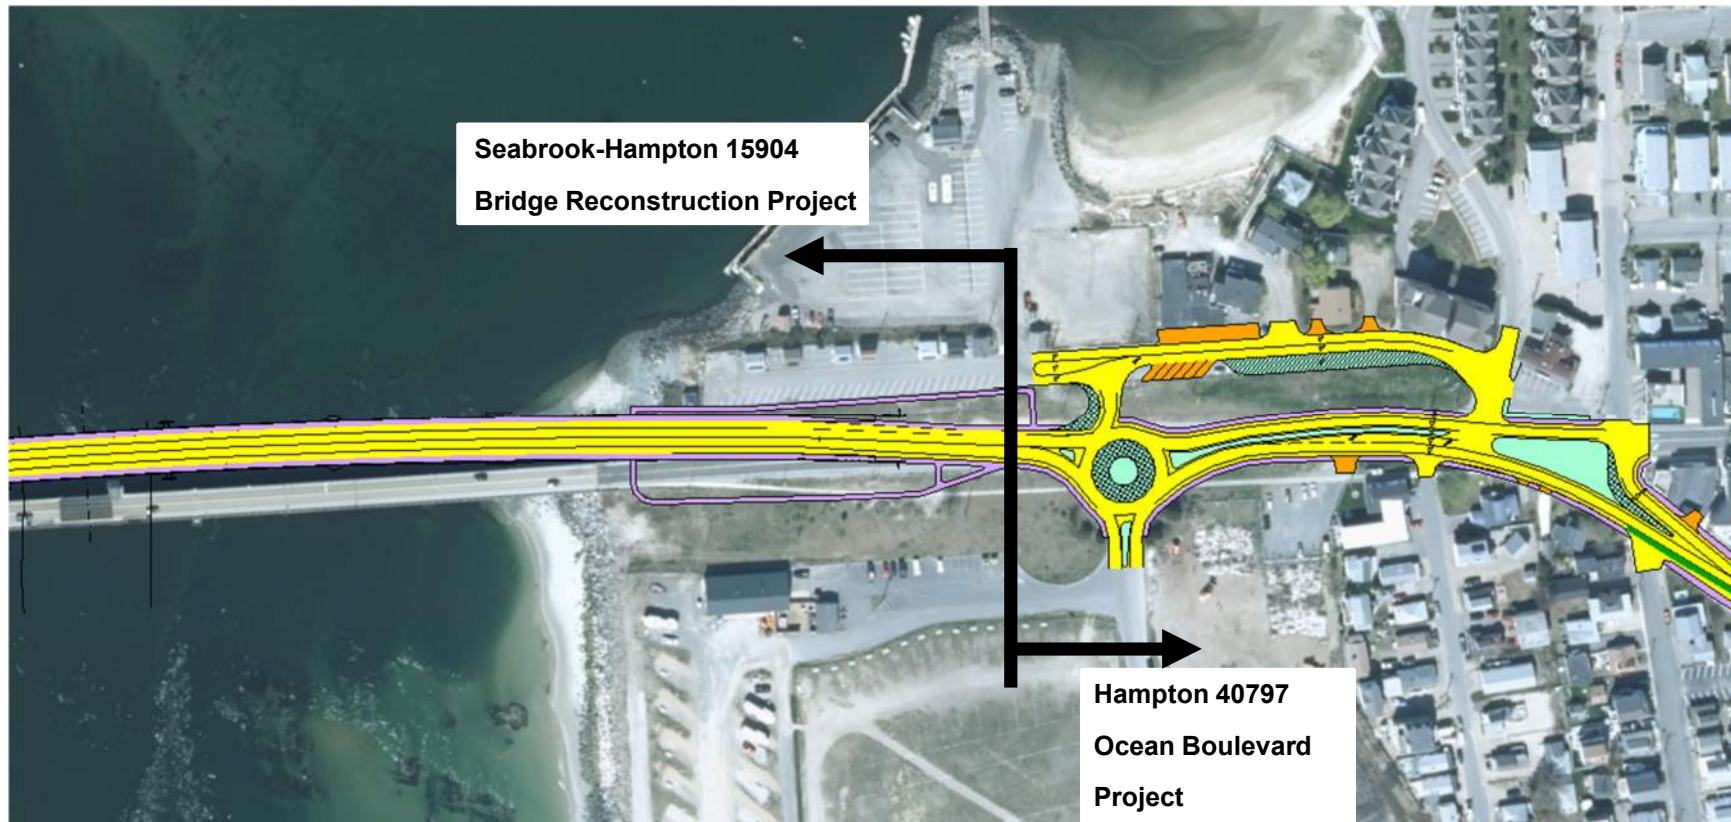 Seabrook-Hampton 15904
Bridge Reconstruction Project
Hampton 40797
Ocean Boulevard
Project